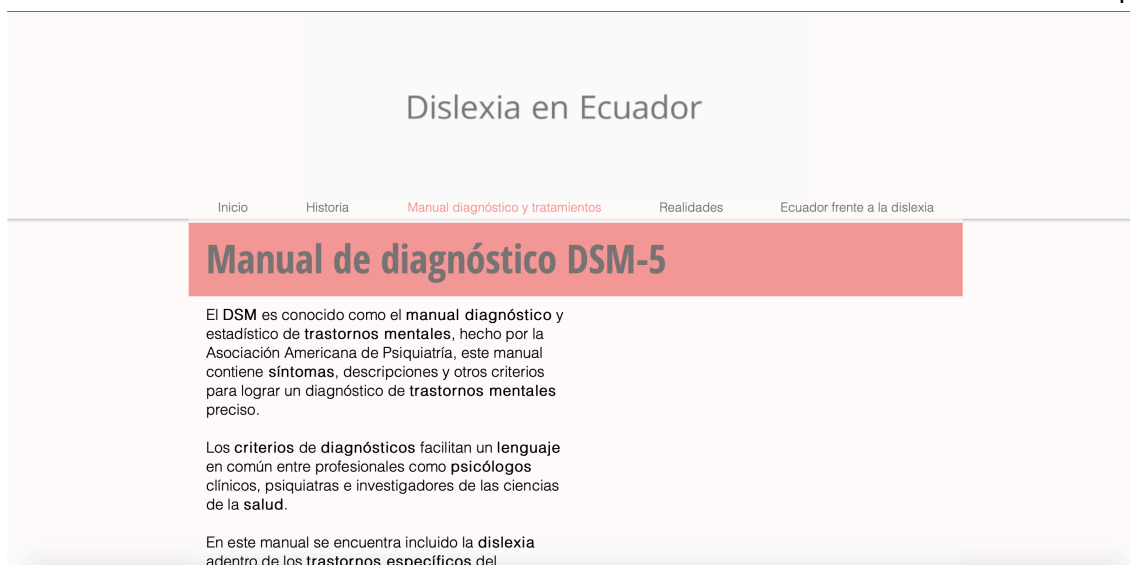 Dislexia en Ecuador
Inicio Historia Manual diagnóstico y tratamientos Realidades Ecuador frente a la dislexia
Manual de diagnóstico DSM-5
El DSM es conocido como el manual diagnóstico y
estadístico de trastornos mentales, hecho por la
Asociación Americana de Psiquiatría, este manual
contiene síntomas, descripciones y otros criterios
para lograr un diagnóstico de trastornos mentales
preciso.
Los criterios de diagnósticos facilitan un lenguaje
en común entre profesionales como psicólogos
clínicos, psiquiatras e investigadores de las ciencias
de la salud.
En este manual se encuentra incluido la dislexia
adentro de los trastornos específicos del